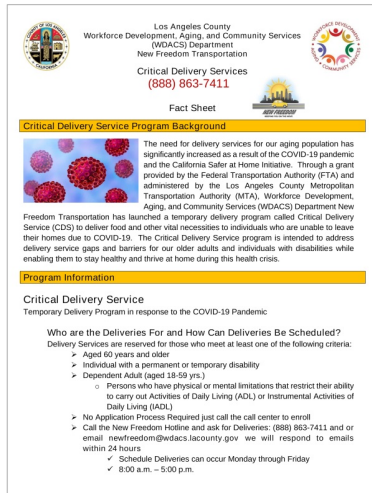 Los Angeles County
Workforce Development, Aging, and Community Services
(WDACS) Department
New Freedom Transportation
Critical Delivery Services
(888) 863-7411
NEW FREEDOM
Fact Sheet
Critical Delivery Service Program Background
The need for delivery services for our aging population has
significantly increased as a result of the COVID-19 pandemic
and the California Safer at Home Initiative. Through a grant
provided by the Federal Transportation Authority (FTA) and
administered by the Los Angeles County Metropolitan
Transportation Authority (MTA), Workforce Development,
Aging, and Community Services (WDACS) Department New
Freedom Transportation has launched a temporary delivery program called Critical Delivery
Service (CDS) to deliver food and other vital necessities to individuals who are unable to leave
their homes due to COVID-19. The Critical Delivery Service program is intended to address
delivery service gaps and barriers for our older adults and individuals with disabilities while
enabling them to stay healthy and thrive at home during this health crisis.
Program Information
Critical Delivery Service
Temporary Delivery Program in response to the COVID-19 Pandemic
Who are the Deliveries For and How Can Deliveries Be Scheduled?
Delivery Services are reserved for those who meet at least one of the following criteria:
➢ Aged 60 years and older
➢ Individual with a permanent or temporary disability
➢ Dependent Adult (aged 18-59 yrs.)
o Persons who have physical or mental limitations that restrict their ability
to carry out Activities of Daily Living (ADL) or Instrumental Activities of
Daily Living (IADL)
➢ No Application Process Required just call the call center to enroll
➢ Call the New Freedom Hotline and ask for Deliveries: (888) 863-7411 and or
email newfreedom@wdacs.lacounty.gov we will respond to emails
within 24 hours
✓ Schedule Deliveries can occur Monday through Friday
✓ 8:00 a.m. – 5:00 p.m.